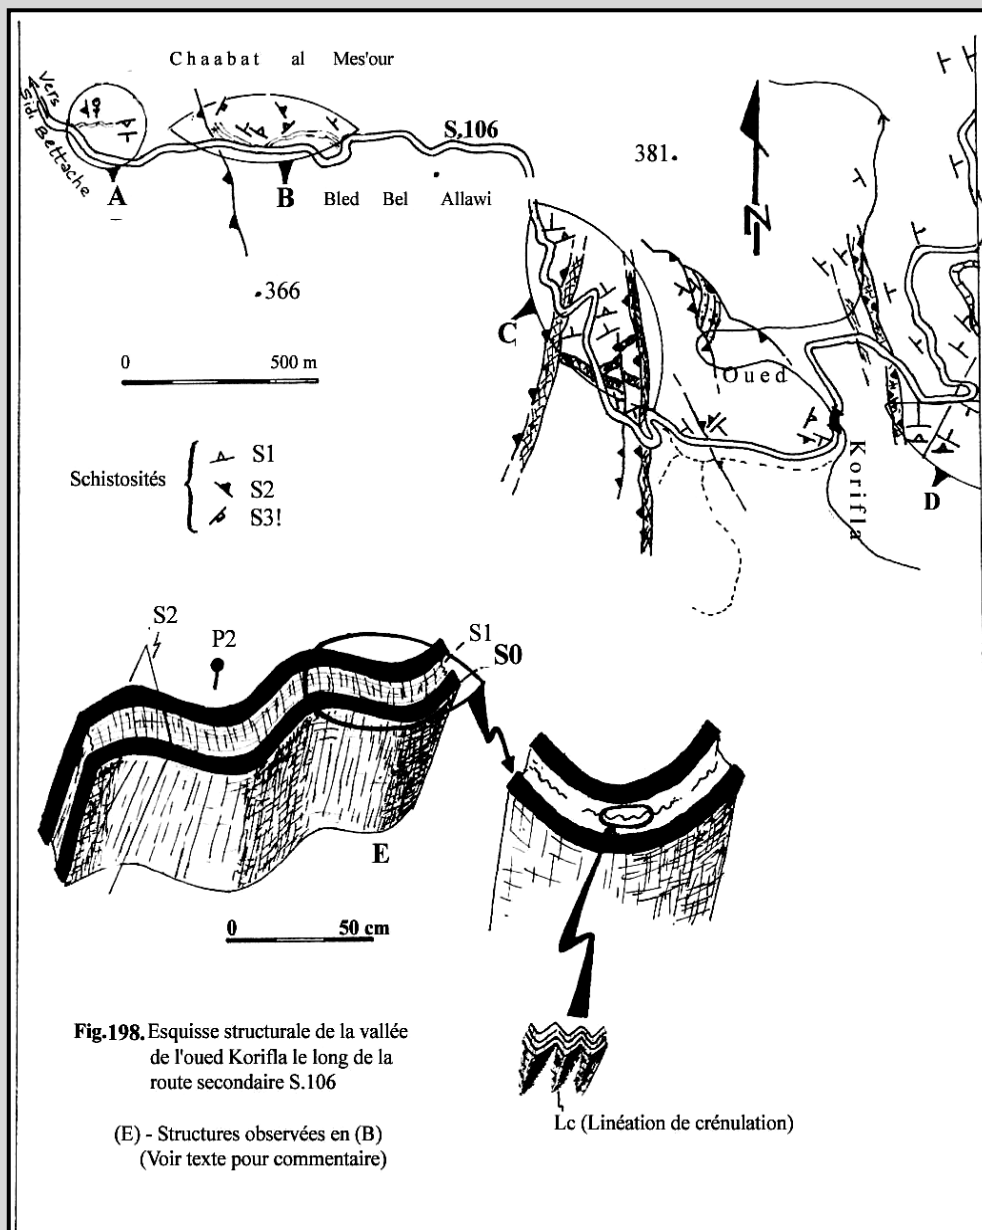 Chaabat al Mes'our
Vers
Sidi Bettache
S.106
381.
A
B
Bled Bel Allawi
N
.366
C
0 500 m
Oued
Korifla
D
Schistosités
S1
S2
S3!
S2
P2
S1
S0
E
0 50 cm
Fig.198. Esquisse structurale de la vallée
de l'oued Korifla le long de la
route secondaire S.106
(E) - Structures observées en (B)
(Voir texte pour commentaire)
Lc (Linéation de crénulation)